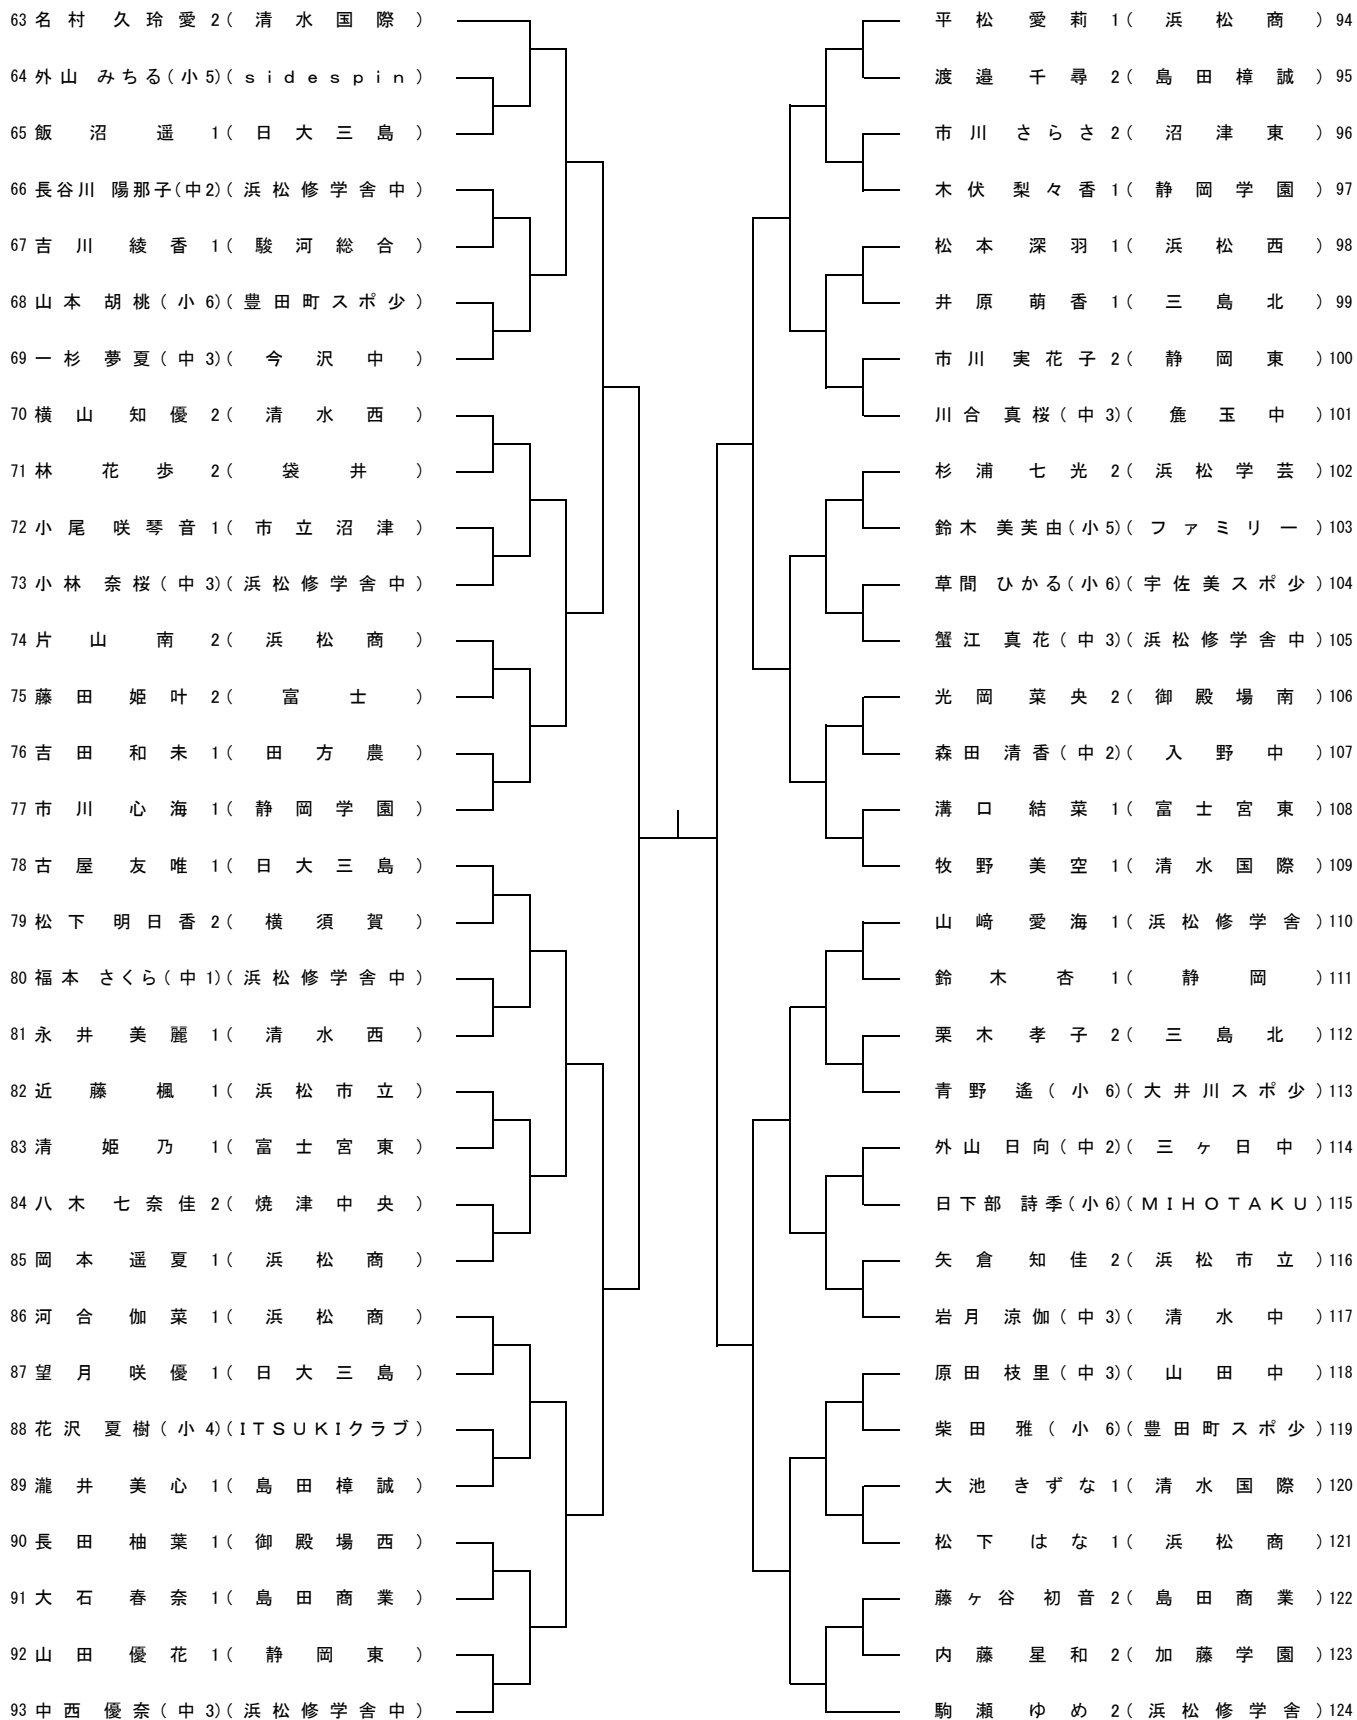 63 名村 久玲愛 2 ( 清水国際 )
64 外山 みちる (小5) ( sidespin )
65 飯沼 遥 1 ( 日大三島 )
66 長谷川 陽那子 (中2) ( 浜松修学舎中 )
67 吉川 綾香 1 ( 駿河総合 )
68 山本 胡桃 (小6) ( 豊田町スポ少 )
69 一杉 夢夏 (中3) ( 今沢中 )
70 横山 知優 2 ( 清水西 )
71 林 花歩 2 ( 袋井 )
72 小尾 咲琴音 1 ( 市立沼津 )
73 小林 奈桜 (中3) ( 浜松修学舎中 )
74 片山 南 2 ( 浜松商 )
75 藤田 姫叶 2 ( 富士 )
76 吉田 和未 1 ( 田方農 )
77 市川 心海 1 ( 静岡学園 )
78 古屋 友唯 1 ( 日大三島 )
79 松下 明日香 2 ( 横須賀 )
80 福本 さくら (中1) ( 浜松修学舎中 )
81 永井 美麗 1 ( 清水西 )
82 近藤 楓 1 ( 浜松市立 )
83 清 姫乃 1 ( 富士宮東 )
84 八木 七奈佳 2 ( 焼津中央 )
85 岡本 遥夏 1 ( 浜松商 )
86 河合 伽菜 1 ( 浜松商 )
87 望月 咲優 1 ( 日大三島 )
88 花沢 夏樹 (小4) ( ITSUKIクラブ )
89 瀧井 美心 1 ( 島田樟誠 )
90 長田 柚葉 1 ( 御殿場西 )
91 大石 春奈 1 ( 島田商業 )
92 山田 優花 1 ( 静岡東 )
93 中西 優奈 (中3) ( 浜松修学舎中 )
平松 愛莉 1 ( 浜松商 ) 94
渡邉 千尋 2 ( 島田樟誠 ) 95
市川 さらさ 2 ( 沼津東 ) 96
木伏 梨々香 1 ( 静岡学園 ) 97
松本 深羽 1 ( 浜松西 ) 98
井原 萌香 1 ( 三島北 ) 99
市川 実花子 2 ( 静岡東 ) 100
川合 真桜 (中3) ( 麁玉中 ) 101
杉浦 七光 2 ( 浜松学芸 ) 102
鈴木 美芙由 (小5) ( ファミリー ) 103
草間 ひかる (小6) ( 宇佐美スポ少 ) 104
蟹江 真花 (中3) ( 浜松修学舎中 ) 105
光岡 菜央 2 ( 御殿場南 ) 106
森田 清香 (中2) ( 入野中 ) 107
溝口 結菜 1 ( 富士宮東 ) 108
牧野 美空 1 ( 清水国際 ) 109
山﨑 愛海 1 ( 浜松修学舎 ) 110
鈴木 杏 1 ( 静岡 ) 111
栗木 孝子 2 ( 三島北 ) 112
青野 遙 (小6) ( 大井川スポ少 ) 113
外山 日向 (中2) ( 三ヶ日中 ) 114
日下部 詩季 (小6) ( MIHOTAKU ) 115
矢倉 知佳 2 ( 浜松市立 ) 116
岩月 涼伽 (中3) ( 清水中 ) 117
原田 枝里 (中3) ( 山田中 ) 118
柴田 雅 (小6) ( 豊田町スポ少 ) 119
大池 きずな 1 ( 清水国際 ) 120
松下 はな 1 ( 浜松商 ) 121
藤ヶ谷 初音 2 ( 島田商業 ) 122
内藤 星和 2 ( 加藤学園 ) 123
駒瀬 ゆめ 2 ( 浜松修学舎 ) 124